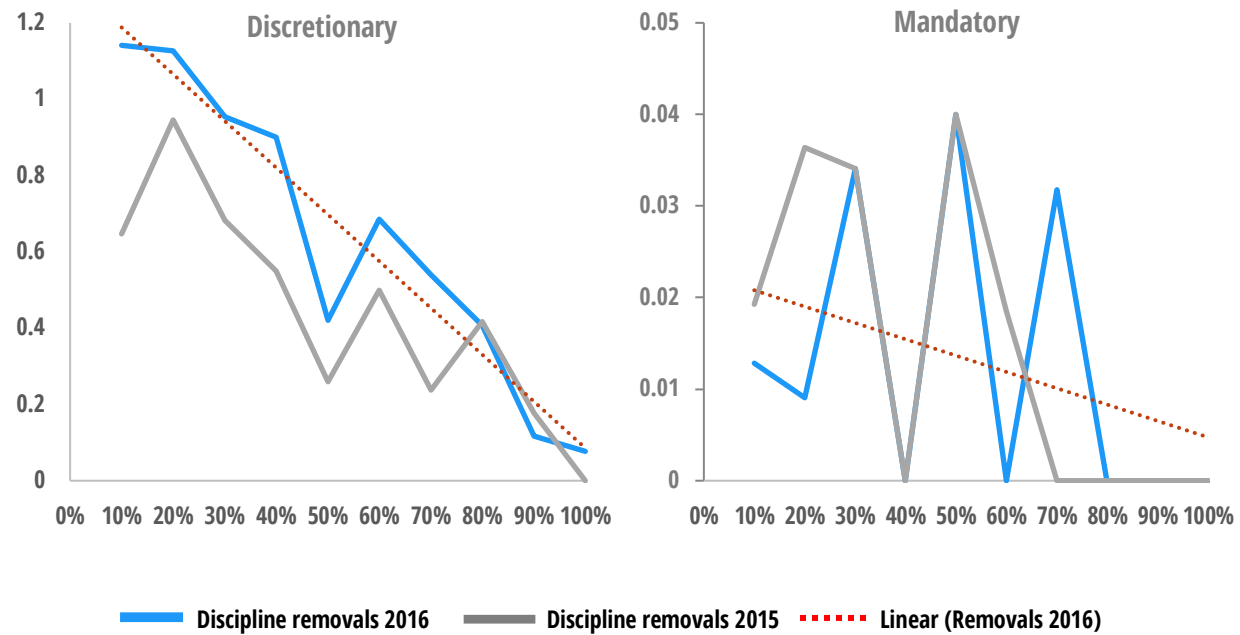 Discretionary
1.2
1
0.8
0.6
0.4
0.2
0
0% 10% 20% 30% 40% 50% 60% 70% 80% 90% 100%
Mandatory
0.05
0.04
0.03
0.02
0.01
0
0% 10% 20% 30% 40% 50% 60% 70% 80% 90% 100%
Discipline removals 2016 Discipline removals 2015 Linear (Removals 2016)